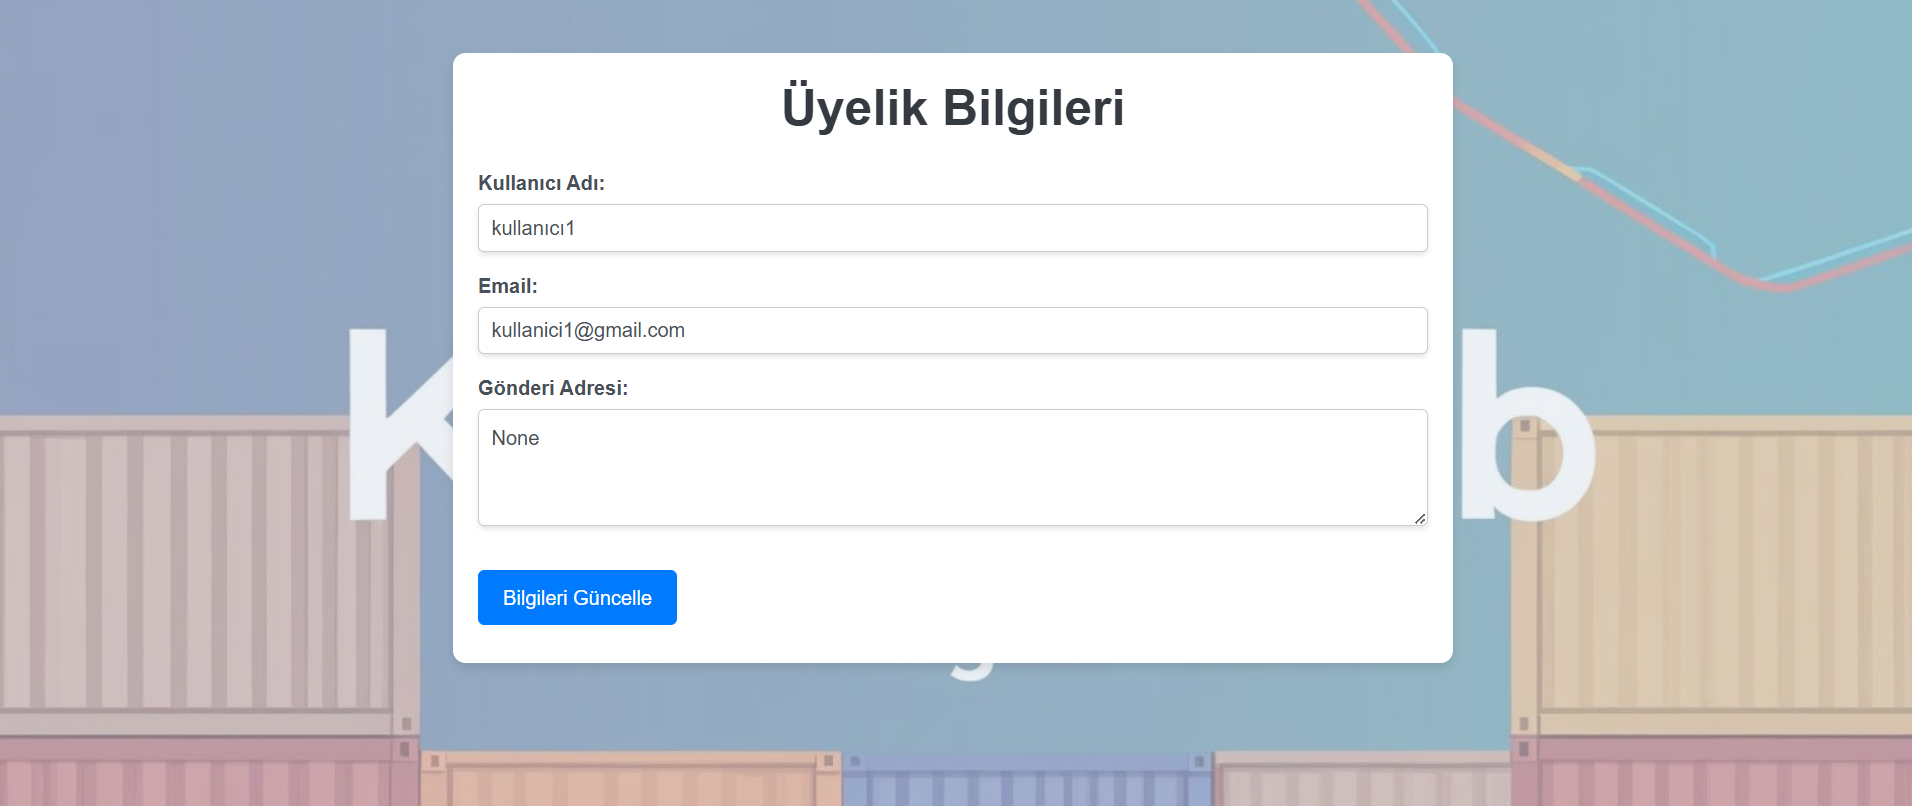 Üyelik Bilgileri
Kullanıcı Adı:
kullanıcı1
Email:
kullanici1@gmail.com
Gönderi Adresi:
None
Bilgileri Güncelle